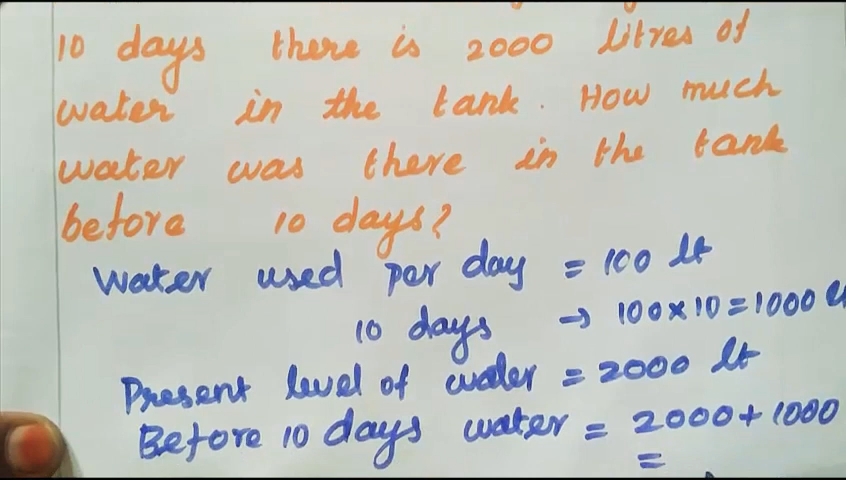 10 days there is 2000 litres of
water in the tank. How much
water was there in the tank
before 10 days?
Water used per day = 100 lt
10 days → 100×10=1000
Present level of water = 2000 lt
Before 10 days water = 2000+1000
=